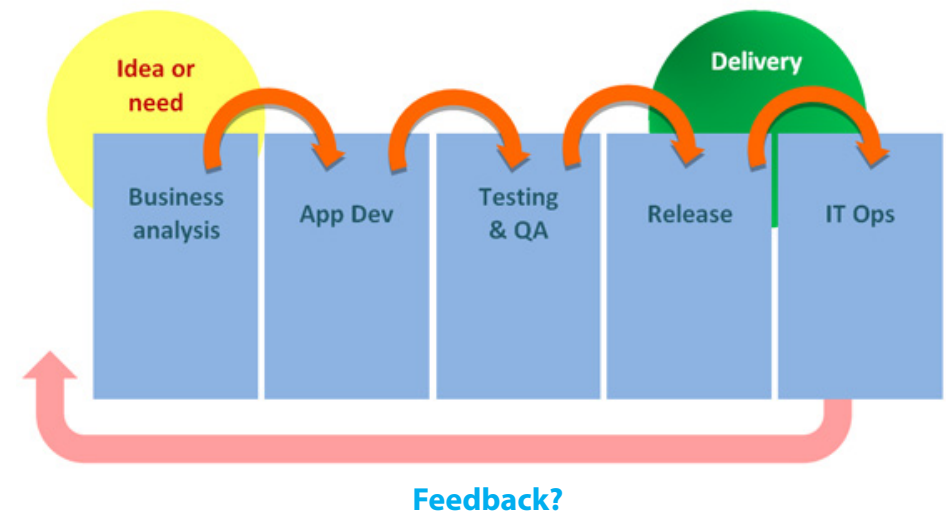 Idea or
need
Delivery
Business
analysis
App Dev
Testing
& QA
Release
IT Ops
Feedback?